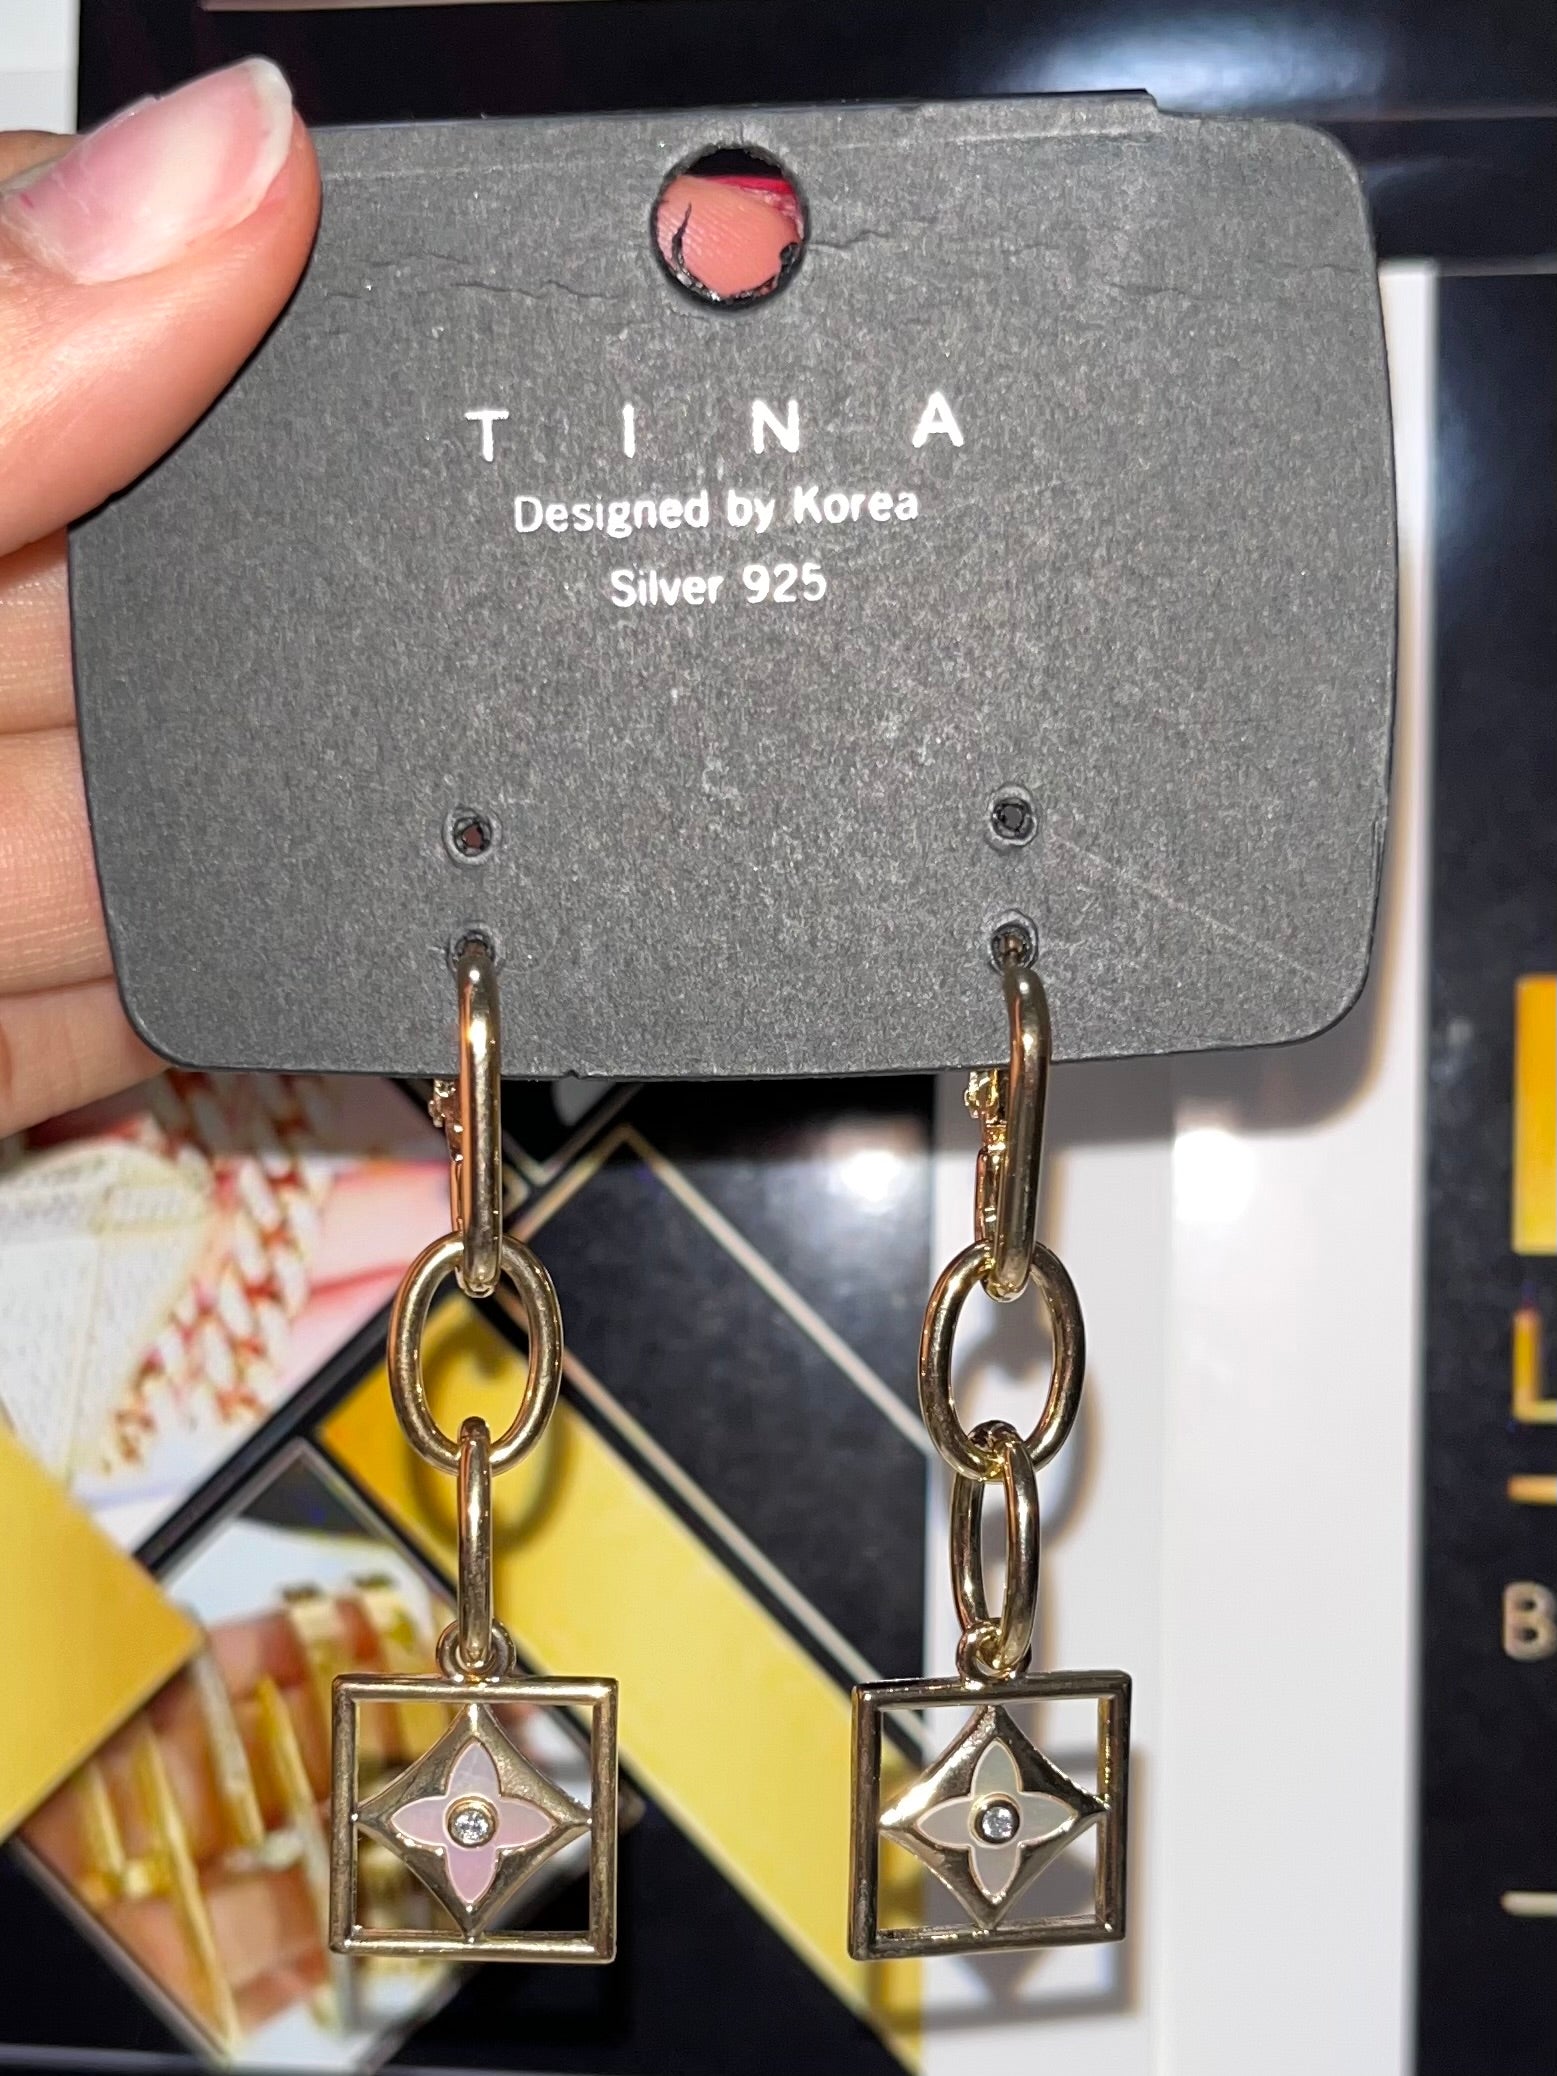 T I N A
Designed by Korea
Silver 925
B